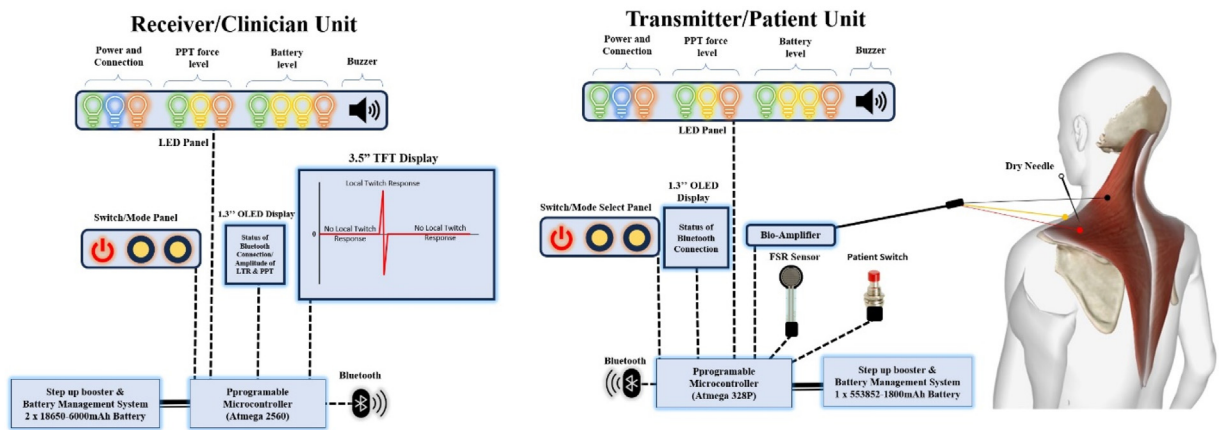 Receiver/Clinician Unit
Power and
Connection
PPT force
level
Battery
level
Buzzer
LED Panel
3.5” TFT Display
Local Twitch Response
0
No Local Twitch
Response
No Local Twitch
Response
Switch/Mode Panel
1.3’’ OLED Display
Status of
Bluetooth
Connection/
Amplitude of
LTR & PPT
Step up booster &
Battery Management System
2 x 18650-6000mAh Battery
Pprogramable
Microcontroller
(Atmega 2560)
Bluetooth
Transmitter/Patient Unit
Power and
Connection
PPT force
level
Battery
level
Buzzer
LED Panel
Switch/Mode Select Panel
1.3’’ OLED
Display
Status of
Bluetooth
Connection
Bio-Amplifier
FSR Sensor
Patient Switch
Dry Needle
Bluetooth
Pprogramable
Microcontroller
(Atmega 328P)
Step up booster &
Battery Management System
1 x 553852-1800mAh Battery